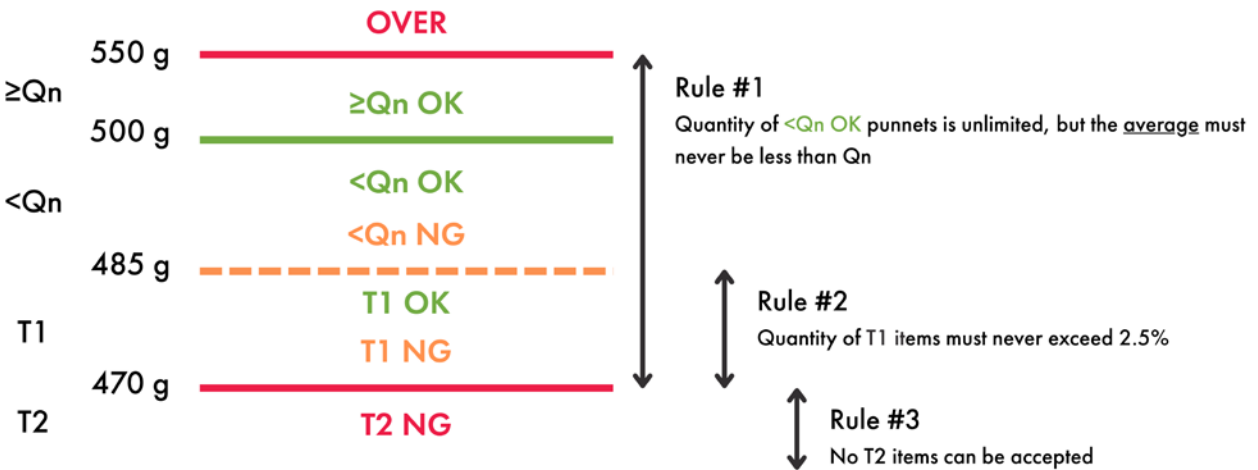 OVER
550 g
≥Qn
≥Qn OK
Rule #1
Quantity of <Qn OK punnets is unlimited, but the average must
never be less than Qn
500 g
<Qn OK
<Qn
<Qn NG
485 g
T1 OK
Rule #2
Quantity of T1 items must never exceed 2.5%
T1
T1 NG
470 g
T2
T2 NG
Rule #3
No T2 items can be accepted